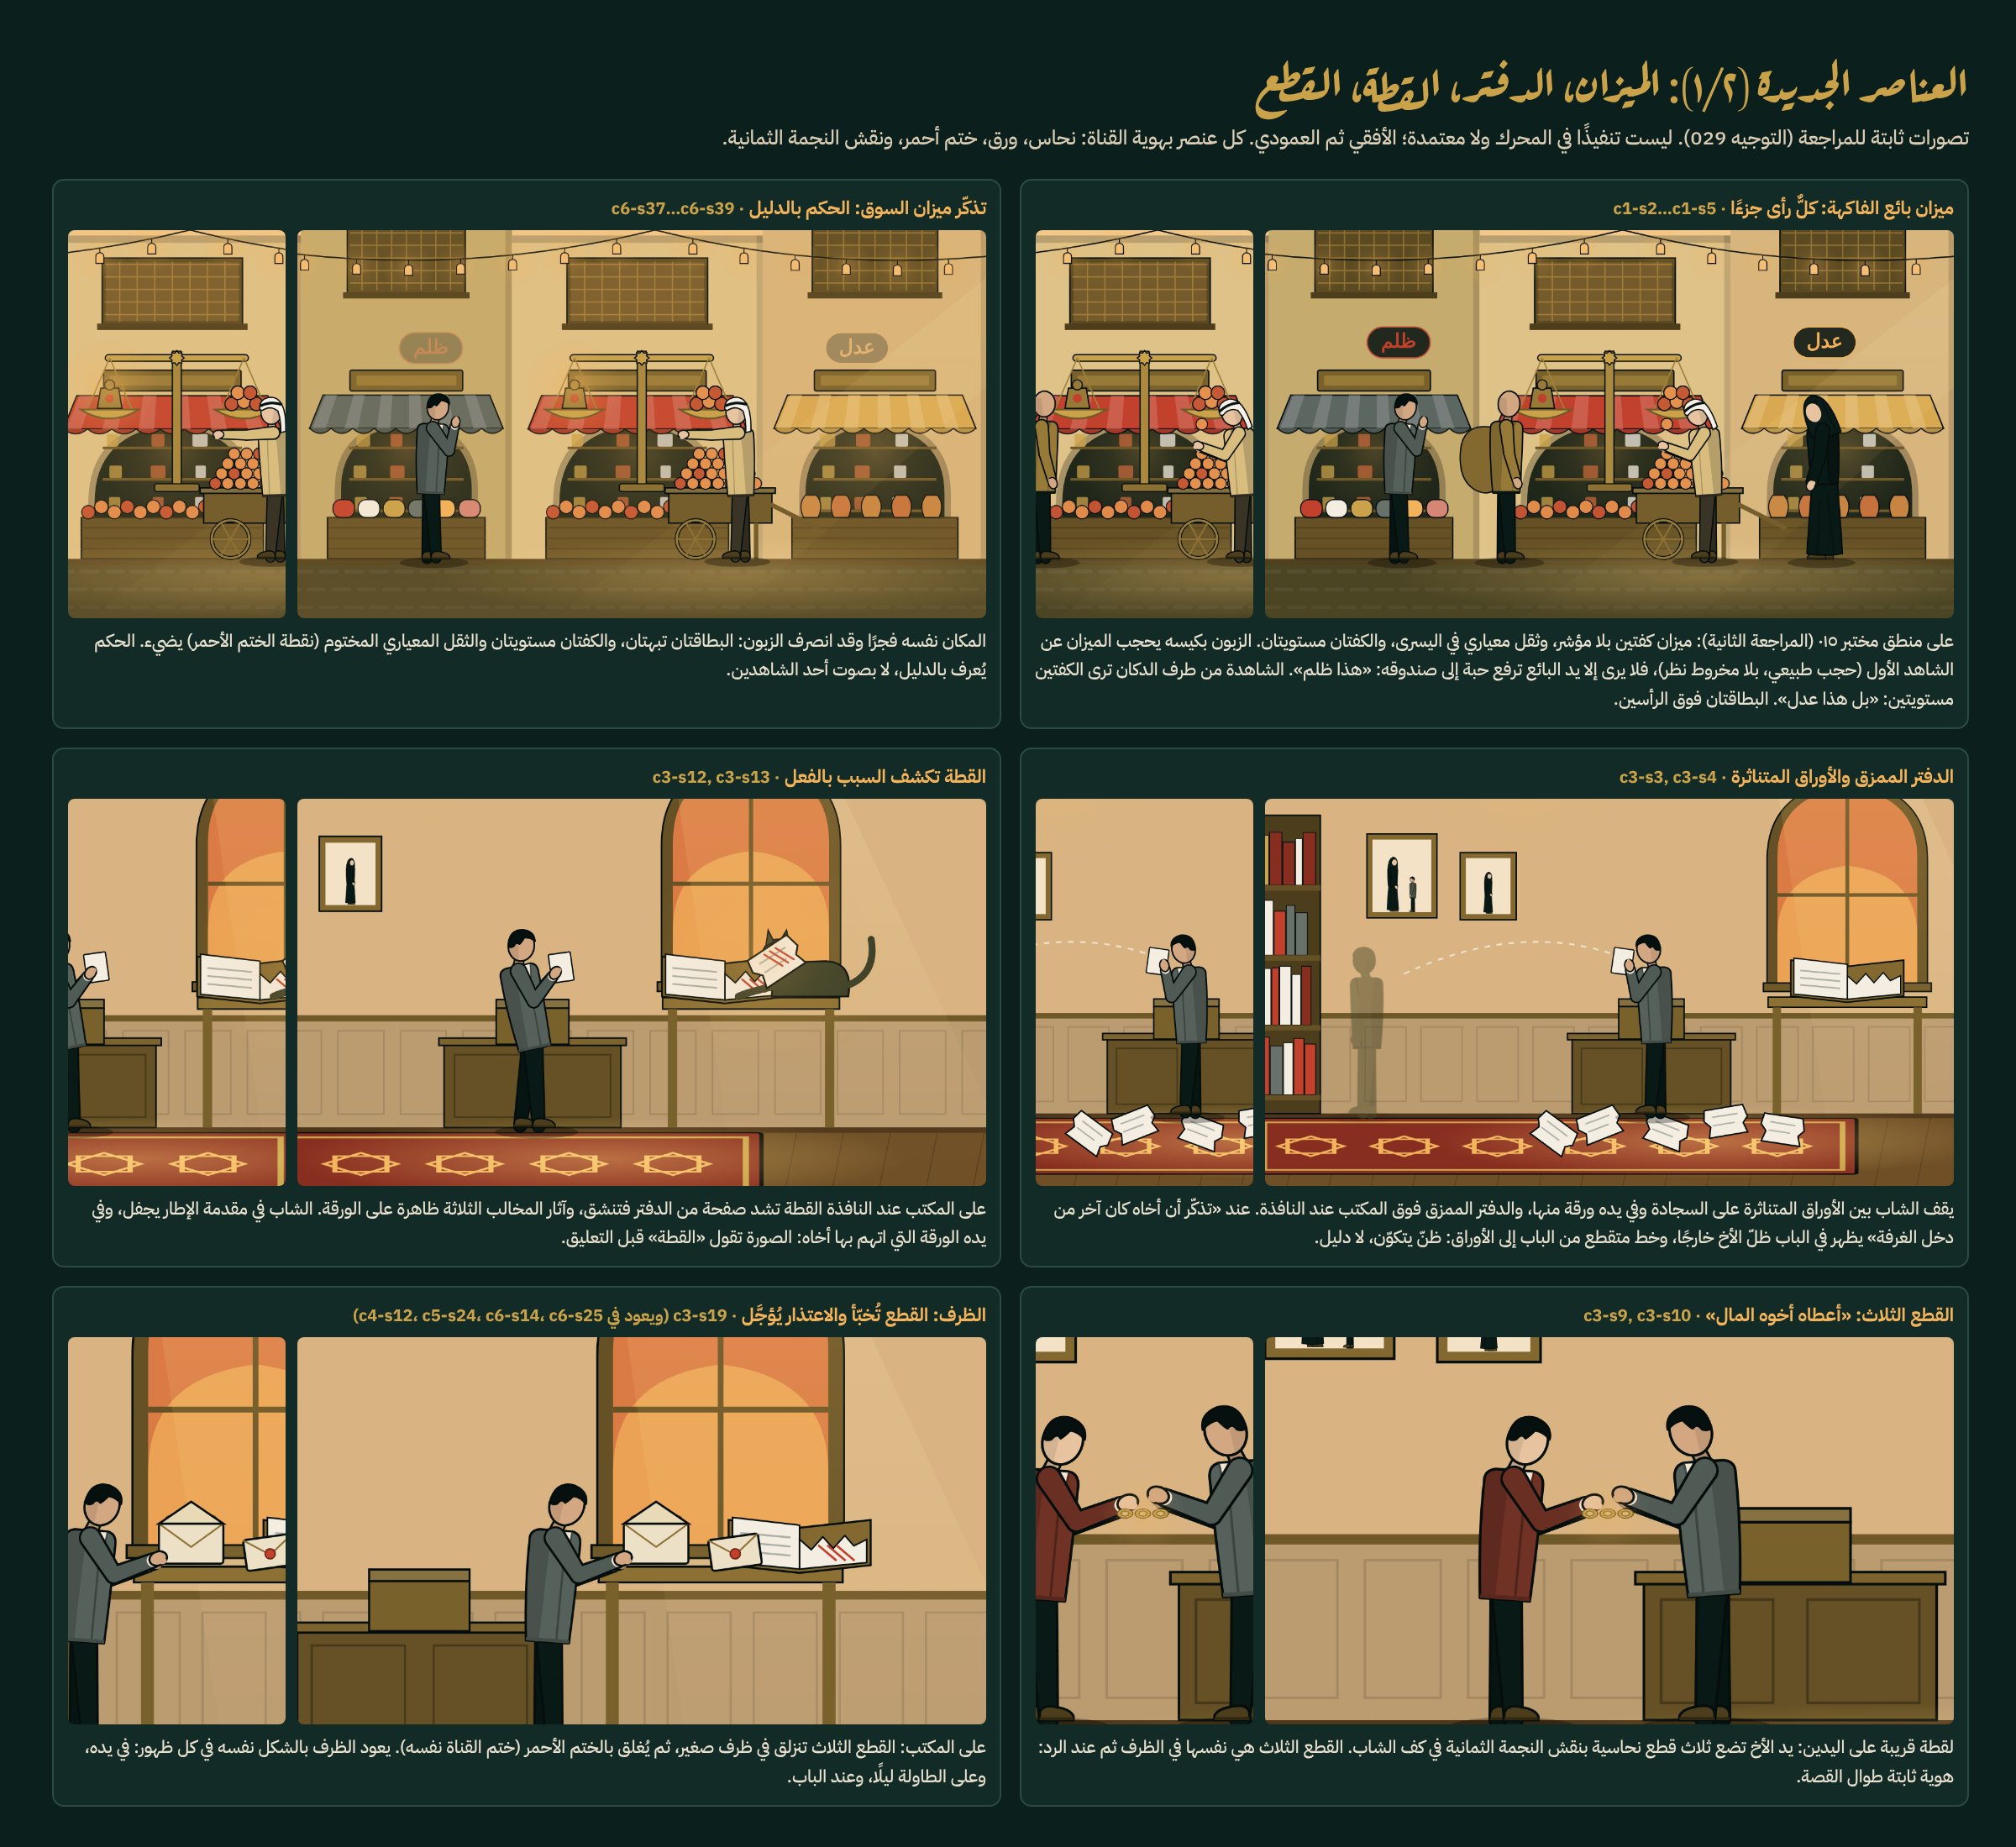 العناصر الجديدة (١/٢): الميزان، الدفتر، القطة، القطع
تصورات ثابتة للمراجعة (التوجيه 029). ليست تنفيذًا في المحرك ولا معتمدة؛ الأفقي ثم العمودي. كل عنصر بهوية القناة: نحاس، ورق، ختم أحمر، ونقش النجمة الثمانية.
ميزان بائع الفاكهة: كلٌّ رأى جزءًا · c1-s2…c1-s5
عدل
ظلم
على منطق مختبر ٠١٥ (المراجعة الثانية): ميزان كفتين بلا مؤشر، وثقل معياري في اليسرى، والكفتان مستويتان. الزبون بكيسه يحجب الميزان عن
الشاهد الأول (حجب طبيعي، بلا مخروط نظر)، فلا يرى إلا يد البائع ترفع حبة إلى صندوقه: «هذا ظلم». الشاهدة من طرف الدكان ترى الكفتين
مستويتين: «بل هذا عدل». البطاقتان فوق الرأسين.
تذكّر ميزان السوق: الحكم بالدليل · c6-s37…c6-s39
عدل
ظلم
المكان نفسه فجرًا وقد انصرف الزبون: البطاقتان تبهتان، والكفتان مستويتان والثقل المعياري المختوم (نقطة الختم الأحمر) يضيء. الحكم
يُعرف بالدليل، لا بصوت أحد الشاهدين.
الدفتر الممزق والأوراق المتناثرة · c3-s3, c3-s4
يقف الشاب بين الأوراق المتناثرة على السجادة وفي يده ورقة منها، والدفتر الممزق فوق المكتب عند النافذة. عند «تذكّر أن أخاه كان آخر من
دخل الغرفة» يظهر في الباب ظلّ الأخ خارجًا، وخط متقطع من الباب إلى الأوراق: ظنّ يتكوّن، لا دليل.
القطة تكشف السبب بالفعل · c3-s12, c3-s13
على المكتب عند النافذة القطة تشد صفحة من الدفتر فتنشق، وآثار المخالب الثلاثة ظاهرة على الورقة. الشاب في مقدمة الإطار يجفل، وفي
يده الورقة التي اتهم بها أخاه: الصورة تقول «القطة» قبل التعليق.
القطع الثلاث: «أعطاه أخوه المال» · c3-s9, c3-s10
لقطة قريبة على اليدين: يد الأخ تضع ثلاث قطع نحاسية بنقش النجمة الثمانية في كف الشاب. القطع الثلاث هي نفسها في الظرف ثم عند الرد:
هوية ثابتة طوال القصة.
الظرف: القطع تُخبّأ والاعتذار يُؤجَّل · c3-s19 (ويعود في c4-s12، c5-s24، c6-s14، c6-s25)
على المكتب: القطع الثلاث تنزلق في ظرف صغير، ثم يُغلق بالختم الأحمر (ختم القناة نفسه). يعود الظرف بالشكل نفسه في كل ظهور: في يده،
وعلى الطاولة ليلًا، وعند الباب.